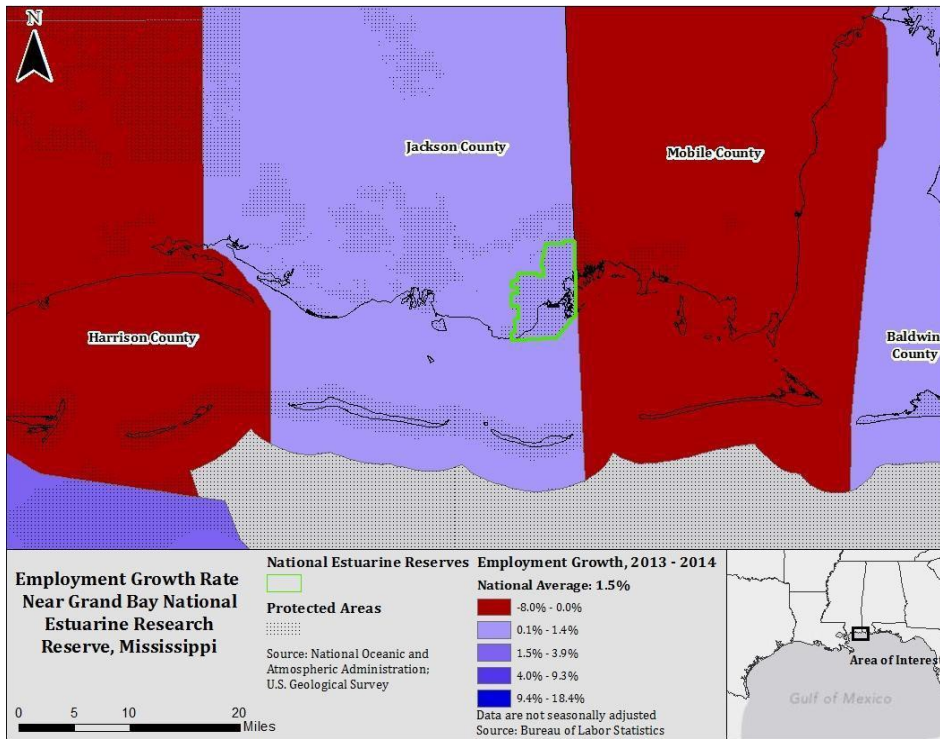 N
Jackson County
Mobile County
Harrison County
Baldwin
County
Employment Growth Rate
Near Grand Bay National
Estuarine Research
Reserve, Mississippi
0 5 10 20
Miles
National Estuarine Reserves
Protected Areas
Source: National Oceanic and
Atmospheric Administration;
U.S. Geological Survey
Employment Growth, 2013 - 2014
National Average: 1.5%
-8.0% - 0.0%
0.1% - 1.4%
1.5% - 3.9%
4.0% - 9.3%
9.4% - 18.4%
Data are not seasonally adjusted
Source: Bureau of Labor Statistics
Area of Interest
Gulf of Mexico